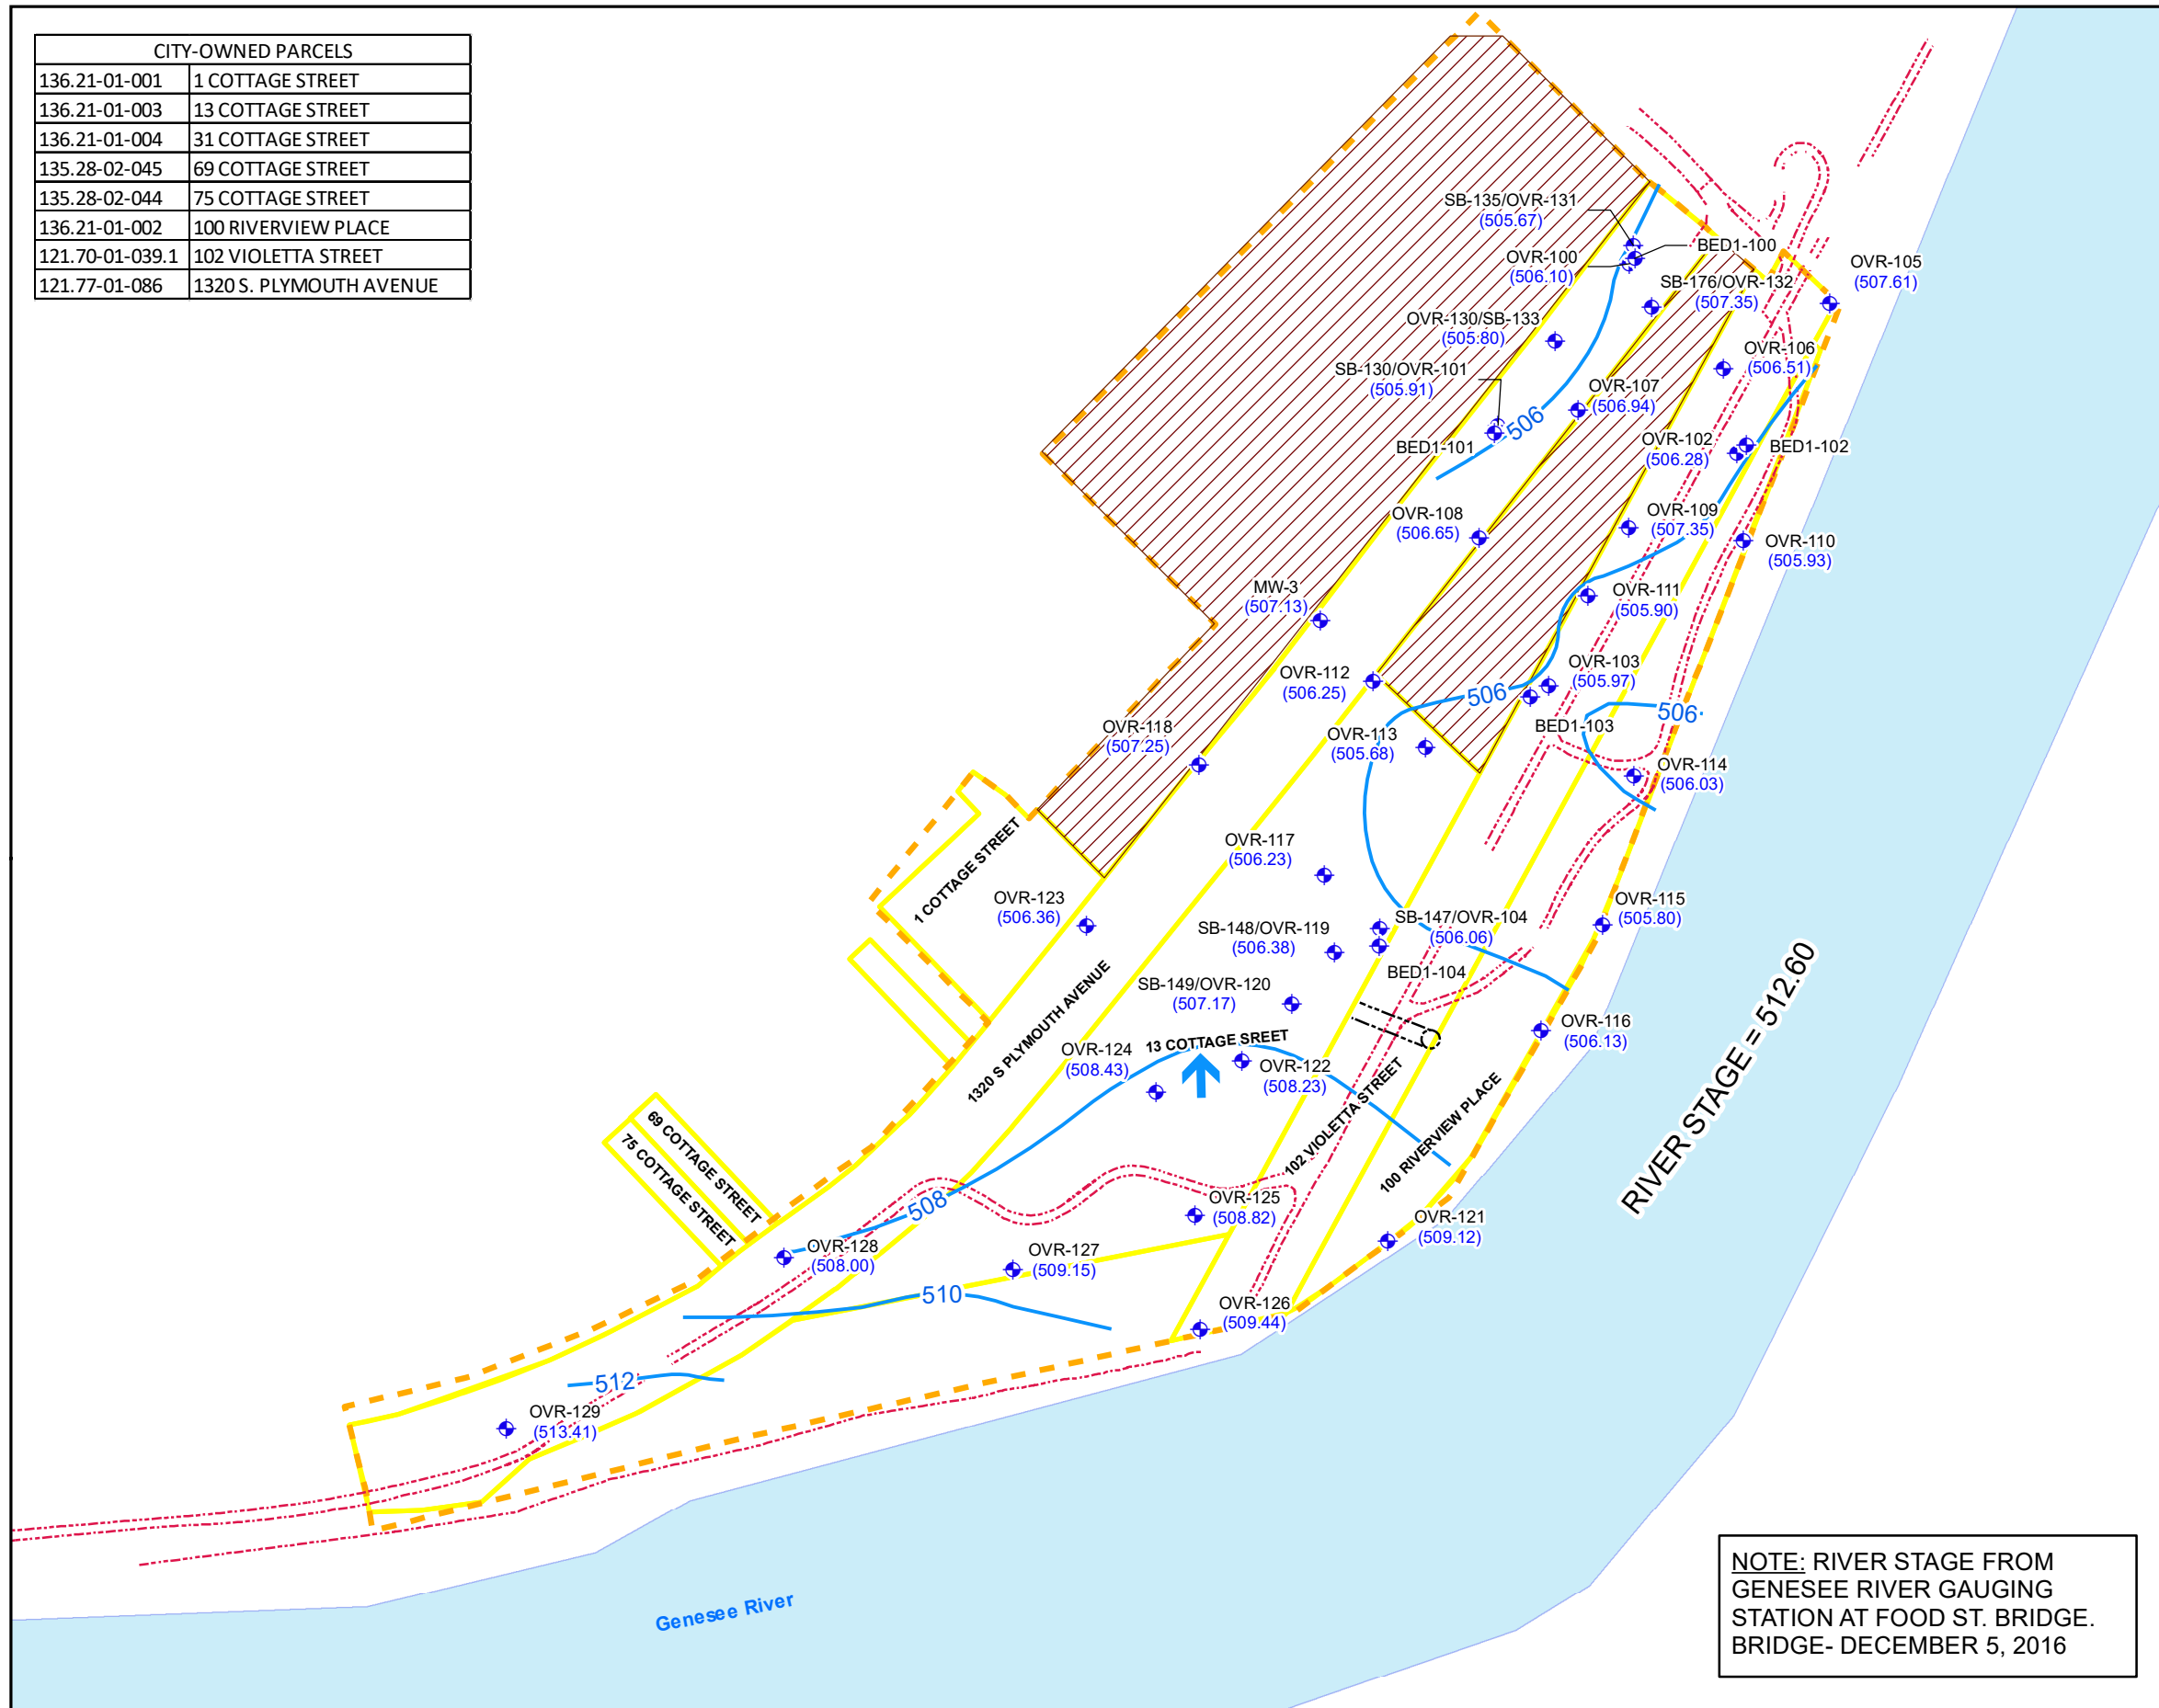 CITY-OWNED PARCELS
136.21-01-001 1 COTTAGE STREET
136.21-01-003 13 COTTAGE STREET
136.21-01-004 31 COTTAGE STREET
135.28-02-045 69 COTTAGE STREET
135.28-02-044 75 COTTAGE STREET
136.21-01-002 100 RIVERVIEW PLACE
121.70-01-039.1 102 VIOLETTA STREET
121.77-01-086 1320 S. PLYMOUTH AVENUE
SB-135/OVR-131
(505.67)
BED1-100
OVR-100
(506.10)
OVR-105
(507.61)
SB-176/OVR-132
(507.35)
OVR-130/SB-133
(505.80)
OVR-106
(506.51)
SB-130/OVR-101
(505.91)
OVR-107
(506.94)
506
BED1-101
OVR-102
(506.28)
BED1-102
OVR-108
(506.65)
OVR-109
(507.35)
OVR-110
(505.93)
MW-3
(507.13)
OVR-111
(505.90)
OVR-112
(506.25)
OVR-103
(505.97)
506
506
BED1-103
OVR-118
(507.25)
OVR-113
(505.68)
OVR-114
(506.03)
1 COTTAGE STREET
OVR-117
(506.23)
OVR-123
(506.36)
OVR-115
(505.80)
SB-147/OVR-104
(506.06)
SB-148/OVR-119
(506.38)
BED1-104
SB-149/OVR-120
(507.17)
1320 S PLYMOUTH AVENUE
OVR-116
(506.13)
RIVER STAGE = 512.60
13 COTTAGE SREET
OVR-124
(508.43)
OVR-122
(508.23)
102 VIOLETTA STREET
100 RIVERVIEW PLACE
69 COTTAGE STREET
75 COTTAGE STREET
508
OVR-125
(508.82)
OVR-121
(509.12)
OVR-128
(508.00)
OVR-127
(509.15)
510
OVR-126
(509.44)
512
OVR-129
(513.41)
Genesee River
NOTE: RIVER STAGE FROM
GENESEE RIVER GAUGING
STATION AT FOOD ST. BRIDGE.
BRIDGE- DECEMBER 5, 2016